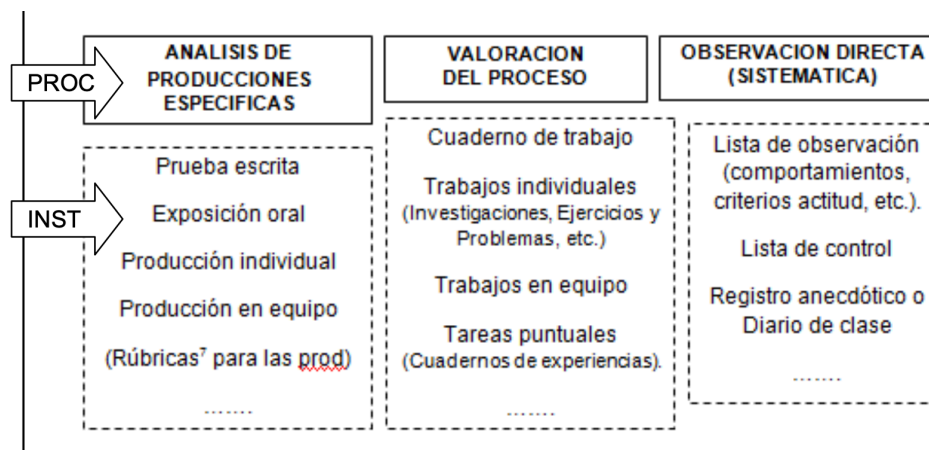 PROC
ANALISIS DE
PRODUCCIONES
ESPECIFICAS
VALORACION
DEL PROCESO
OBSERVACION DIRECTA
(SISTEMATICA)
INST
Prueba escrita
Exposición oral
Producción individual
Producción en equipo
(Rúbricas⁷ para las prod)
.......
Cuaderno de trabajo
Trabajos individuales
(Investigaciones, Ejercicios y
Problemas, etc.)
Trabajos en equipo
Tareas puntuales
(Cuadernos de experiencias).
.......
Lista de observación
(comportamientos,
criterios actitud, etc.).
Lista de control
Registro anecdótico o
Diario de clase
.......